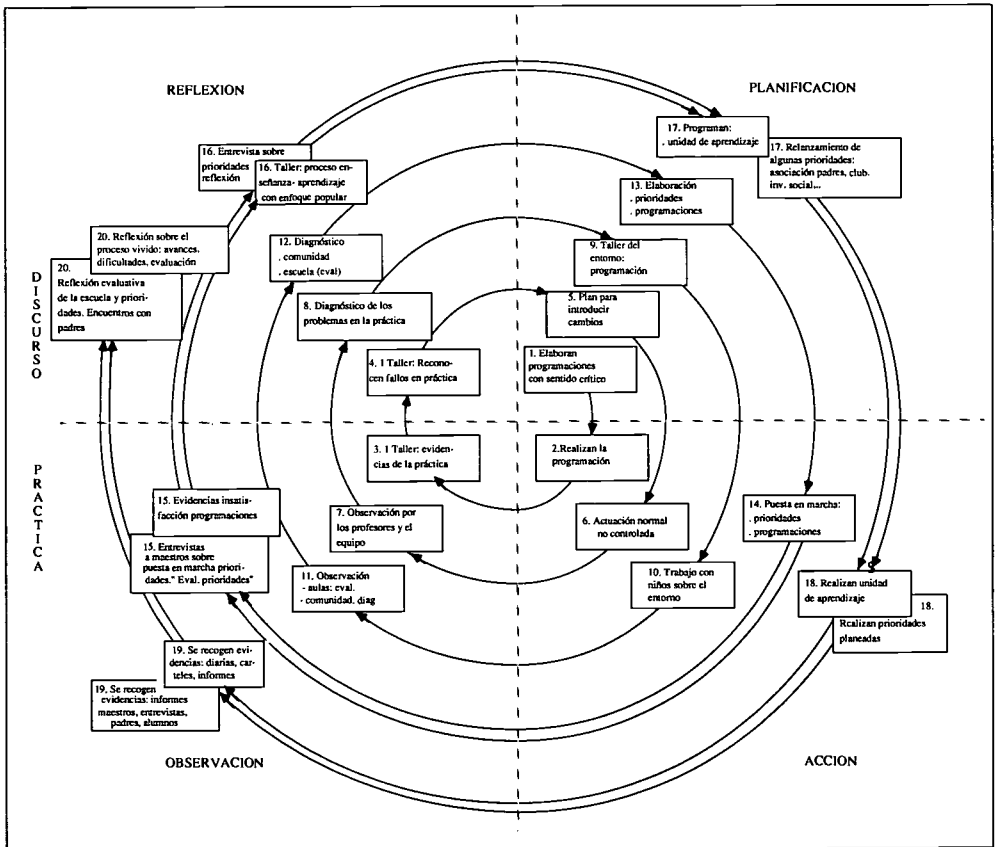 REFLEXION
PLANIFICACION
17. Programan:
. unidad de aprendizaje
17. Relanzamiento de
algunas prioridades:
asociación padres, club.
inv. social,..
16. Entrevista sobre
prioridades
reflexión
16. Taller: proceso en-
señanza- aprendizaje
con enfoque popular
13. Elaboración
. prioridades
. programaciones
20. Reflexión sobre el
proceso vivido: avances,
dificultades, evaluación
12. Diagnóstico
. comunidad
. escuela (eval)
9. Taller del
entorno:
programación
20.
Reflexión evaluativa
de la escuela y priori-
dades. Encuentros con
padres
8. Diagnóstico de los
problemas en la práctica
5. Plan para
introducir
cambios
DISCURSO
4. 1 Taller: Recono-
cen fallos en práctica
1. Elaboran
programaciones
con sentido crítico
3. 1 Taller: eviden-
cias de la práctica
2.Realizan la
programación
PRACTICA
15. Evidencias insatis-
facción programaciones
7. Observación por
los profesores y el
equipo
6. Actuación normal
no controlada
14. Puesta en marcha:
. prioridades
. programaciones
15. Entrevistas
a maestros sobre
puesta en marcha priori-
dades." Eval. prioridades"
11. Observación
- aulas: eval.
- comunidad. diag
10. Trabajo con
niños sobre el
entorno
18. Realizan unidad
de aprendizaje
18.
Realizan prioridades
planeadas
19. Se recogen evi-
dencias: diarias, car-
teles, informes
19. Se recogen
evidencias: informes
maestros, entrevistas,
padres, alumnos
OBSERVACION
ACCION